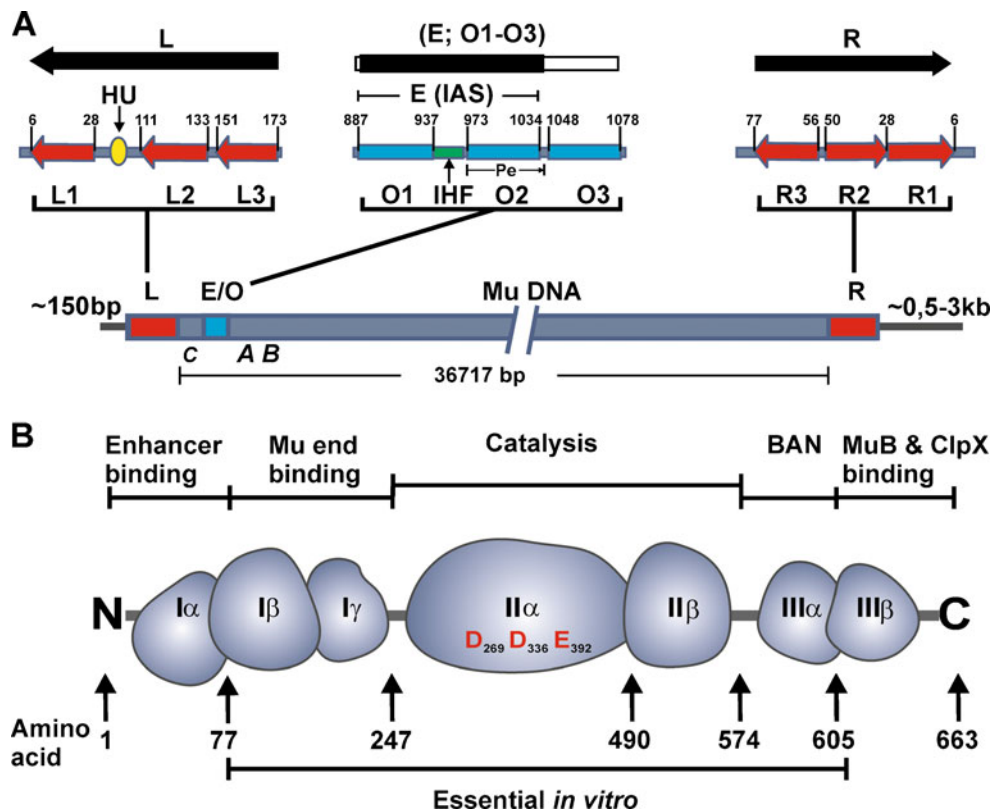 A
L
(E; O1-O3)
R
HU
E (IAS)
6 28 111 133 151 173
887 937 973 1034 1048 1078
77 56 50 28 6
Pe
L1 L2 L3
O1 IHF O2 O3
R3 R2 R1
L E/O Mu DNA R
~150bp ~0,5-3kb
C A B
36717 bp
B
Enhancer binding
Mu end binding
Catalysis
BAN
MuB & ClpX binding
N Iα Iβ Iγ IIα IIβ IIIα IIIβ C
D269 D336 E392
Amino acid
1 77 247 490 574 605 663
Essential in vitro